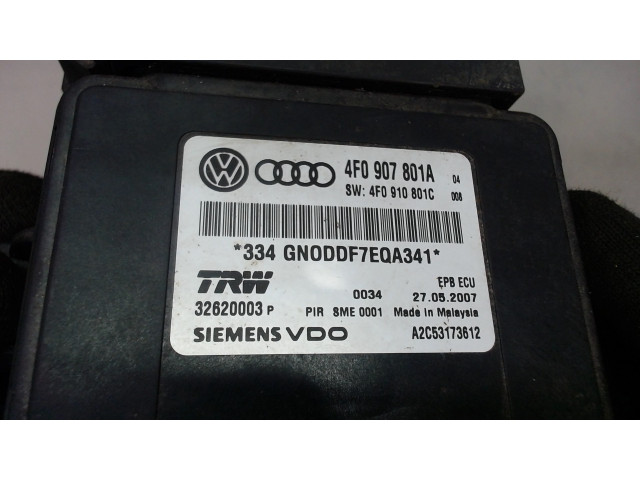 4F0 907 801A 04
SW: 4F0 910 801C 008
*334 GNODDF7EQA341*
TRW EPB ECU
0034 27.05.2007
32620003 P PIR SME 0001 Made in Malaysia
SIEMENS VDO A2C53173612